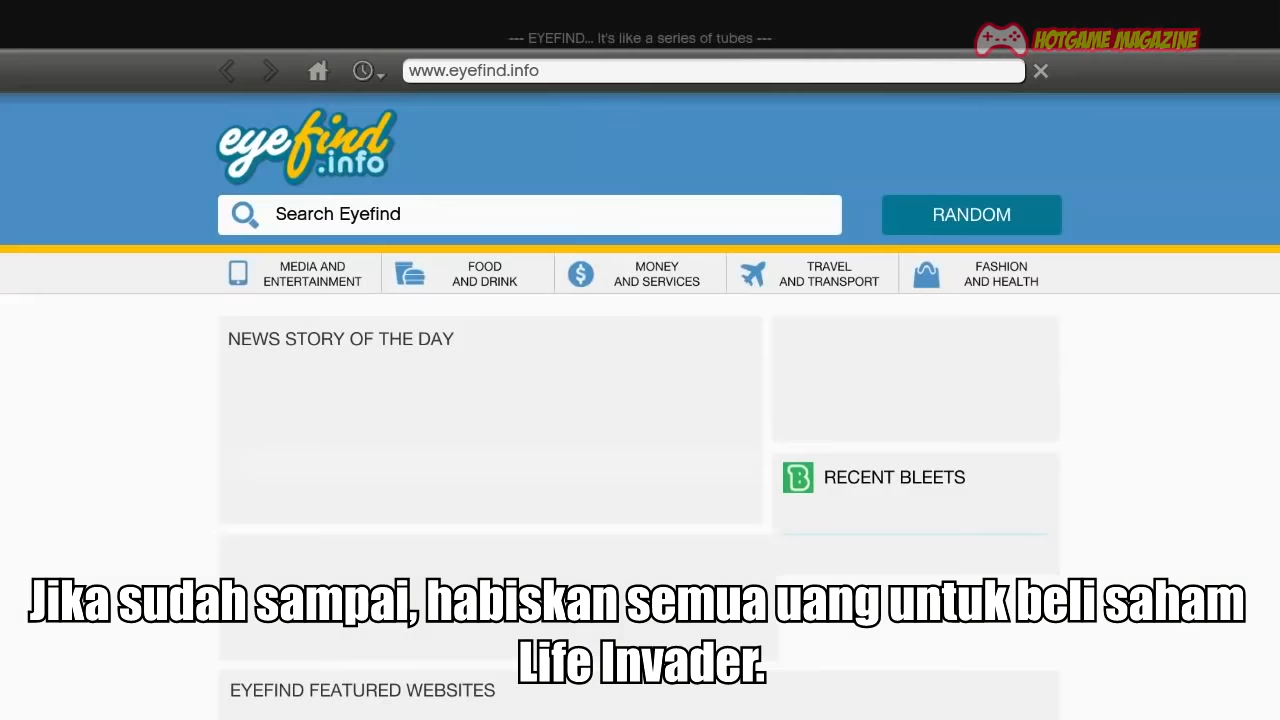 --- EYEFIND... It's like a series of tubes ---
HOTGAME MAGAZINE
www.eyefind.info
eyefind
.info
Search Eyefind
RANDOM
MEDIA AND
ENTERTAINMENT
FOOD
AND DRINK
MONEY
AND SERVICES
TRAVEL
AND TRANSPORT
FASHION
AND HEALTH
NEWS STORY OF THE DAY
B
RECENT BLEETS
Jika sudah sampai, habiskan semua uang untuk beli saham
Life Invader.
EYEFIND FEATURED WEBSITES